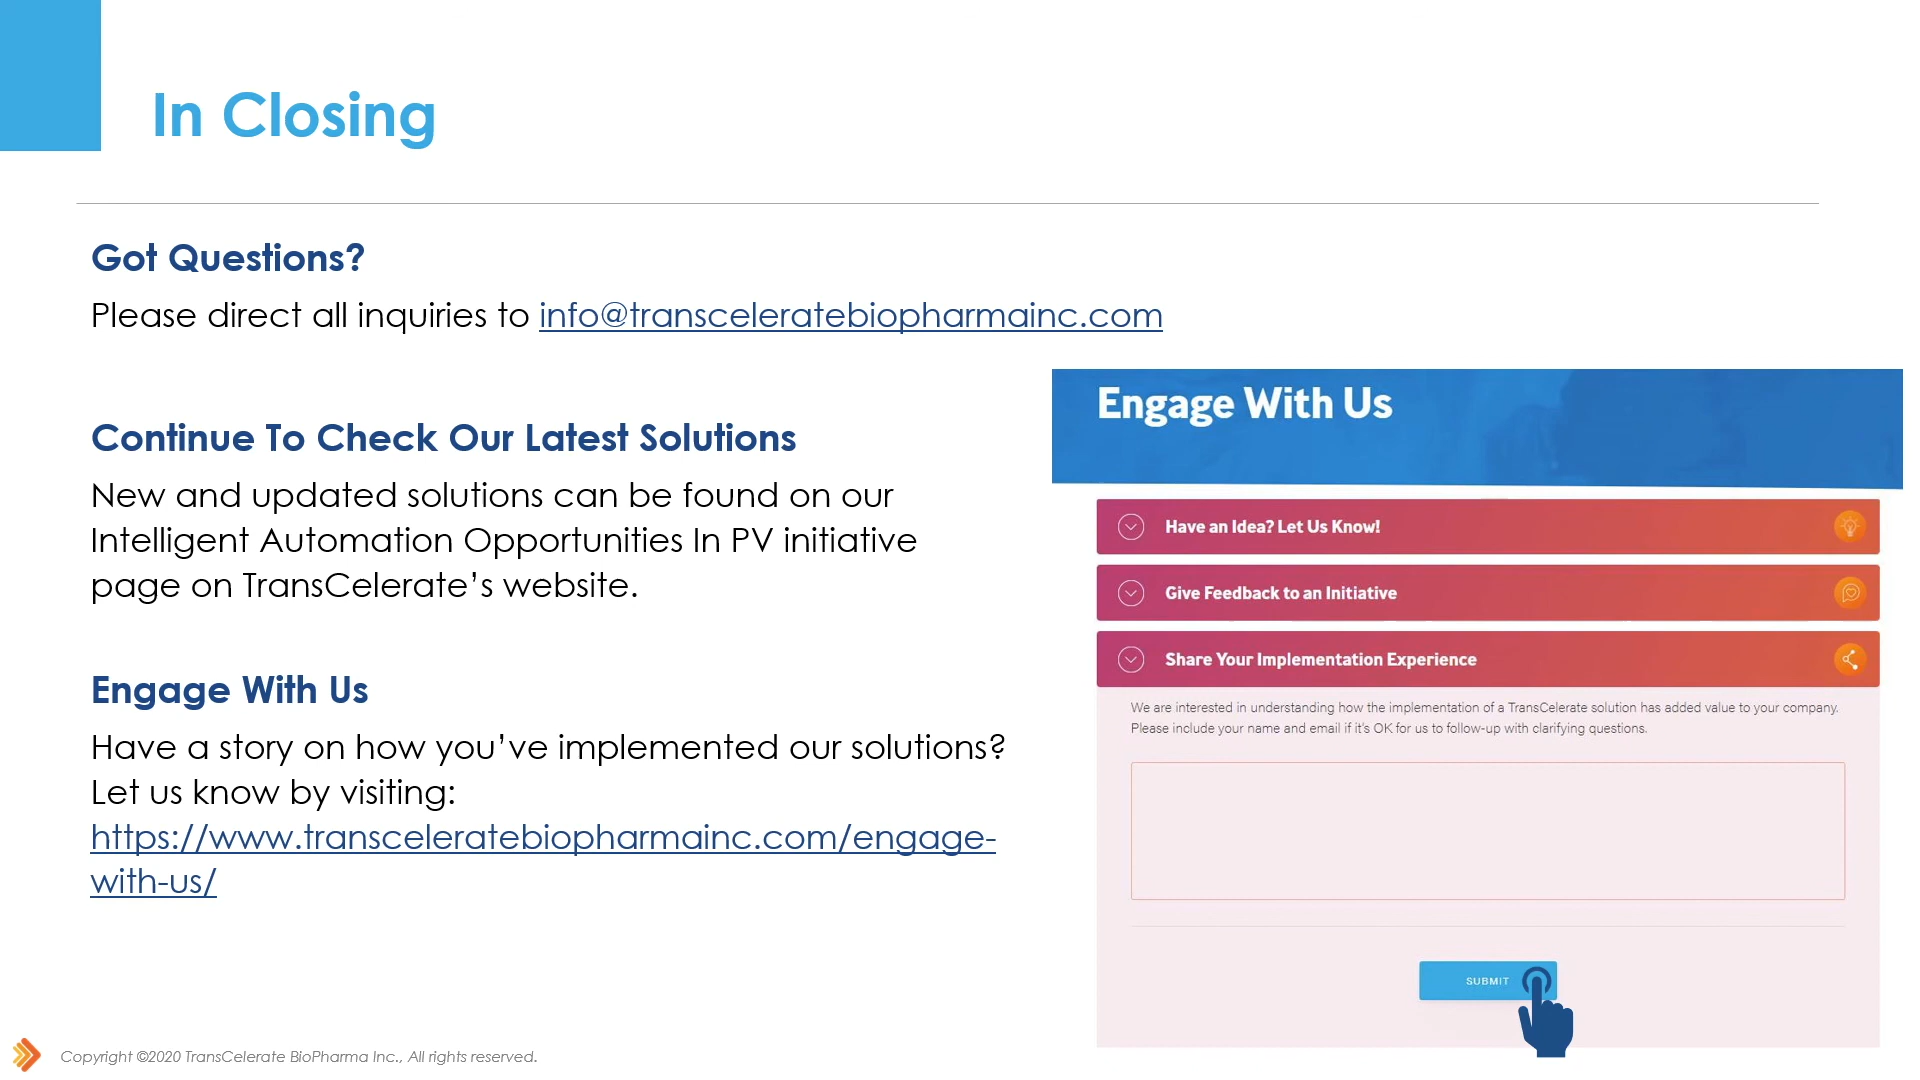 In Closing
Got Questions?
Please direct all inquiries to info@transceleratebiopharmainc.com
Continue To Check Our Latest Solutions
New and updated solutions can be found on our
Intelligent Automation Opportunities In PV initiative
page on TransCelerate’s website.
Engage With Us
Have a story on how you’ve implemented our solutions?
Let us know by visiting:
https://www.transceleratebiopharmainc.com/engage-
with-us/
Engage With Us
Have an Idea? Let Us Know!
Give Feedback to an Initiative
Share Your Implementation Experience
We are interested in understanding how the implementation of a TransCelerate solution has added value to your company.
Please include your name and email if it's OK for us to follow-up with clarifying questions.
SUBMIT
Copyright ©2020 TransCelerate BioPharma Inc., All rights reserved.